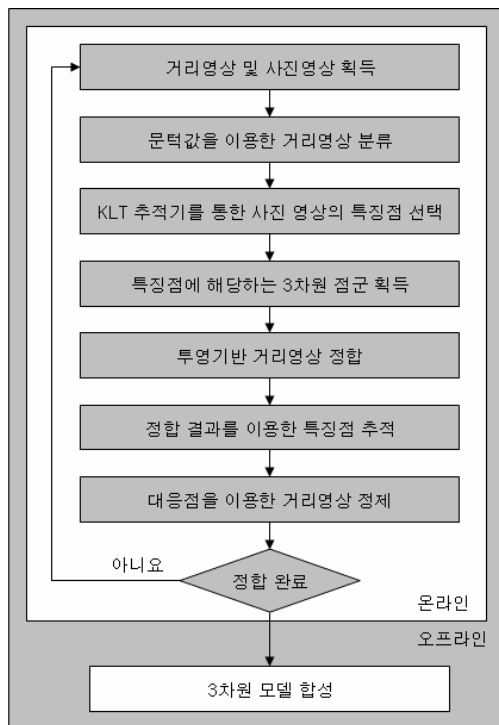 거리영상 및 사진영상 획득
문턱값을 이용한 거리영상 분류
KLT 추적기를 통한 사진 영상의 특징점 선택
특징점에 해당하는 3차원 점군 획득
투영기반 거리영상 정합
정합 결과를 이용한 특징점 추적
대응점을 이용한 거리영상 정제
아니요
정합 완료
온라인
오프라인
3차원 모델 합성